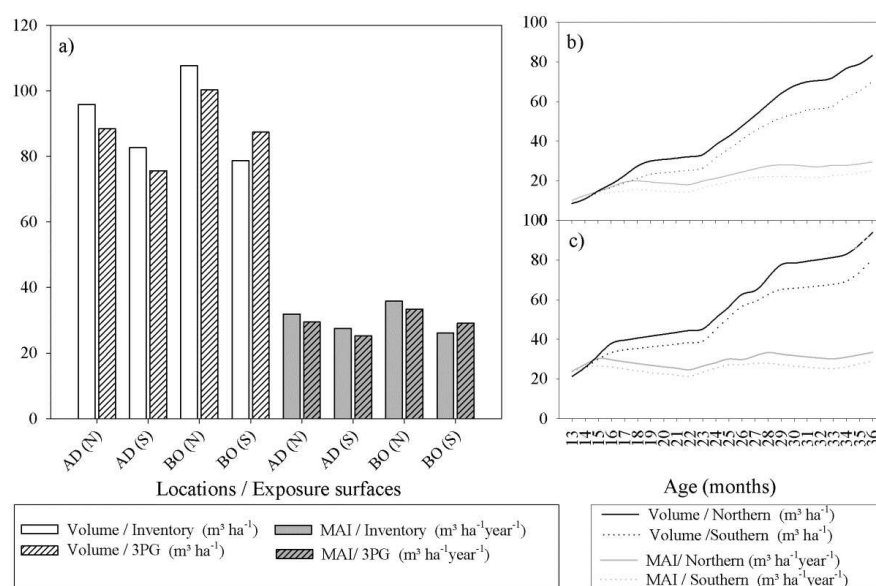 a)
120
100
80
60
40
20
0
AD (N)
AD (S)
BO (N)
BO (S)
AD (N)
AD (S)
BO (N)
BO (S)
Locations / Exposure surfaces
Volume / Inventory (m³ ha⁻¹)
Volume / 3PG (m³ ha⁻¹)
MAI / Inventory (m³ ha⁻¹year⁻¹)
MAI/ 3PG (m³ ha⁻¹year⁻¹)
b)
100
80
60
40
20
0
c)
100
80
60
40
20
0
13
14
15
16
17
18
19
20
21
22
23
24
25
26
27
28
29
30
31
32
33
34
35
36
Age (months)
Volume /Northern (m³ ha⁻¹)
Volume /Southern (m³ ha⁻¹)
MAI/ Northern (m³ ha⁻¹year⁻¹)
MAI / Southern (m³ ha⁻¹year⁻¹)